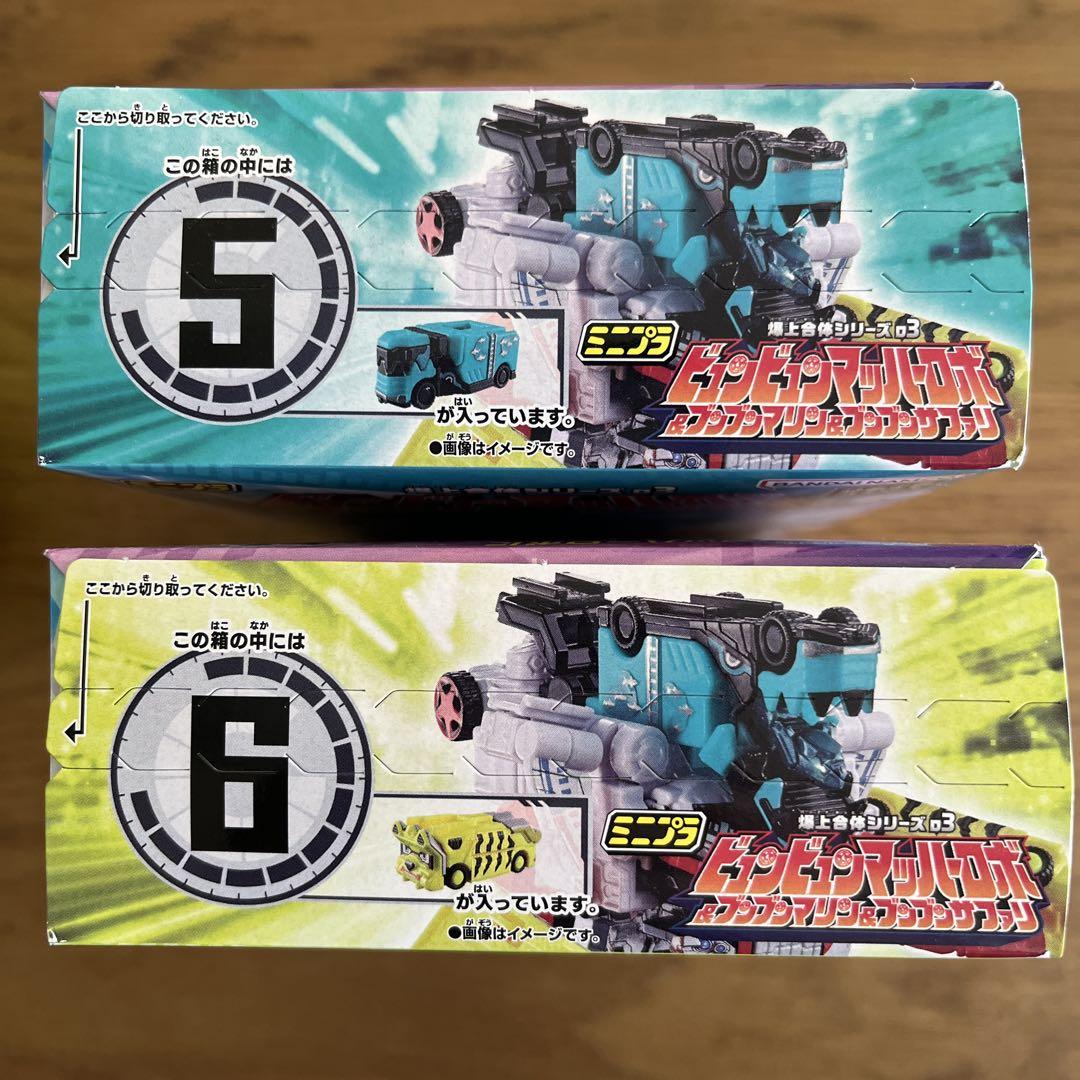 ここから切り取ってください。
この箱の中には
5
が入っています。
●画像はイメージです。
ミニプラ
爆上合体シリーズ03
ビュンビュンマッハーロボ
&ブンブンマリン&ブンブンサファリ
ここから切り取ってください。
この箱の中には
6
が入っています。
●画像はイメージです。
ミニプラ
爆上合体シリーズ03
ビュンビュンマッハーロボ
&ブンブンマリン&ブンブンサファリ